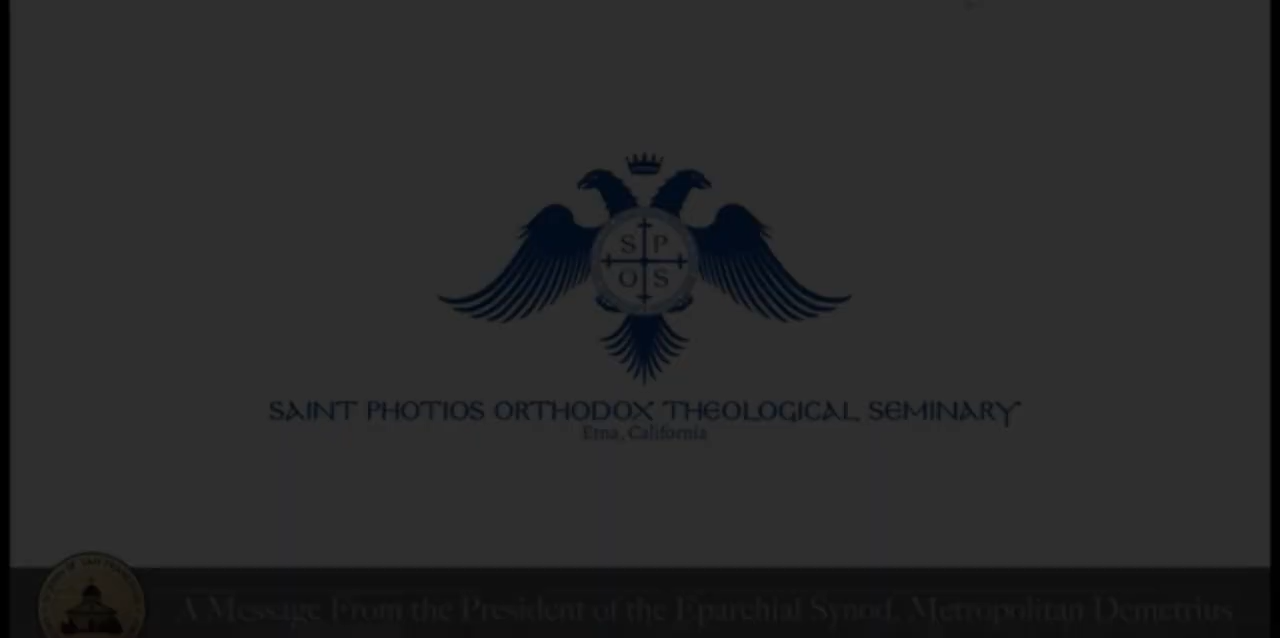 S P
O S
SAINT PHOTIOS ORTHODOX THEOLOGICAL SEMINARY
Etna, California
A Message From the President of the Eparchial Synod, Metropolitan Demetrius